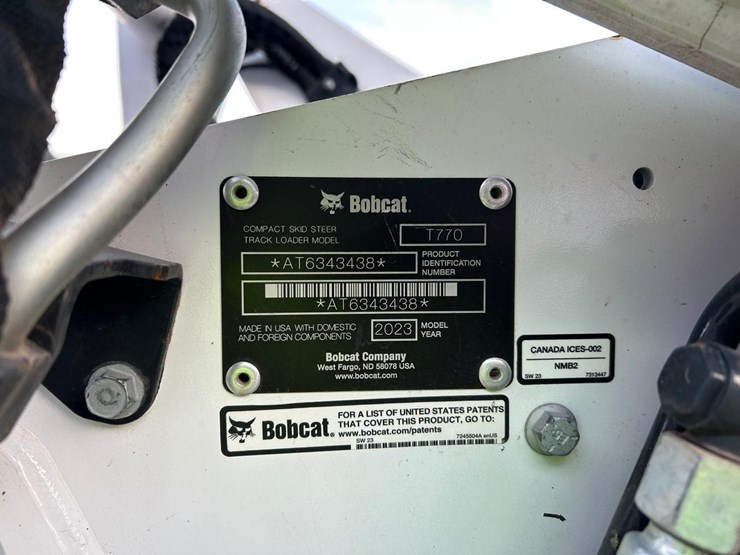 Bobcat.
COMPACT SKID STEER
TRACK LOADER MODEL
T770
*AT6343438*
PRODUCT
IDENTIFICATION
NUMBER
*AT6343438*
MADE IN USA WITH DOMESTIC
AND FOREIGN COMPONENTS
2023
MODEL
YEAR
Bobcat Company
West Fargo, ND 58078 USA
www.bobcat.com
CANADA ICES-002
NMB2
SW 23 7313447
Bobcat.
FOR A LIST OF UNITED STATES PATENTS
THAT COVER THIS PRODUCT, GO TO:
www.bobcat.com/patents
SW 23 7245504A enUS